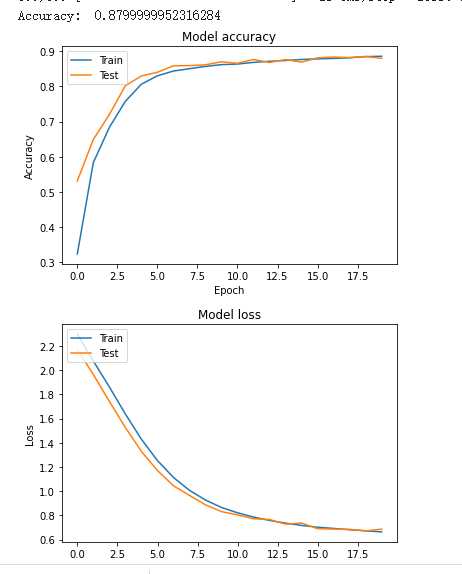 Accuracy: 0.8799999952316284
Model accuracy
0.9
0.8
0.7
0.6
0.5
0.4
0.3
Accuracy
Train
Test
0.0 2.5 5.0 7.5 10.0 12.5 15.0 17.5
Epoch
Model loss
2.2
2.0
1.8
1.6
1.4
1.2
1.0
0.8
0.6
Loss
Train
Test
0.0 2.5 5.0 7.5 10.0 12.5 15.0 17.5